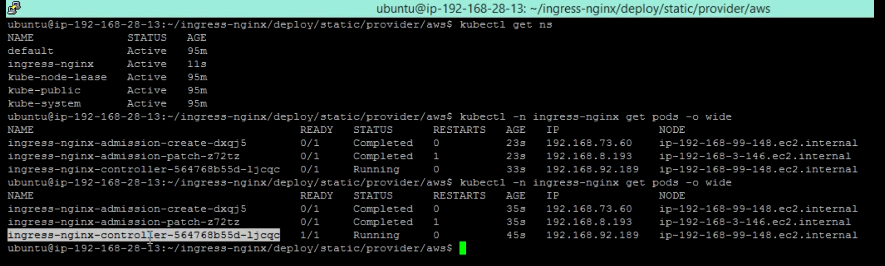 ubuntu@ip-192-168-28-13: ~/ingress-nginx/deploy/static/provider/aws
ubuntu@ip-192-168-28-13:~/ingress-nginx/deploy/static/provider/aws$ kubectl get ns
NAME STATUS AGE
default Active 95m
ingress-nginx Active 11s
kube-node-lease Active 95m
kube-public Active 95m
kube-system Active 95m
ubuntu@ip-192-168-28-13:~/ingress-nginx/deploy/static/provider/aws$ kubectl -n ingress-nginx get pods -o wide
NAME READY STATUS RESTARTS AGE IP NODE
ingress-nginx-admission-create-dxqj5 0/1 Completed 0 23s 192.168.73.60 ip-192-168-99-148.ec2.internal
ingress-nginx-admission-patch-z72tz 0/1 Completed 1 23s 192.168.8.193 ip-192-168-3-146.ec2.internal
ingress-nginx-controller-564768b55d-ljcqc 0/1 Running 0 33s 192.168.92.189 ip-192-168-99-148.ec2.internal
ubuntu@ip-192-168-28-13:~/ingress-nginx/deploy/static/provider/aws$ kubectl -n ingress-nginx get pods -o wide
NAME READY STATUS RESTARTS AGE IP NODE
ingress-nginx-admission-create-dxqj5 0/1 Completed 0 35s 192.168.73.60 ip-192-168-99-148.ec2.internal
ingress-nginx-admission-patch-z72tz 0/1 Completed 1 35s 192.168.8.193 ip-192-168-3-146.ec2.internal
ingress-nginx-controller-564768b55d-ljcqc 1/1 Running 0 45s 192.168.92.189 ip-192-168-99-148.ec2.internal
ubuntu@ip-192-168-28-13:~/ingress-nginx/deploy/static/provider/aws$